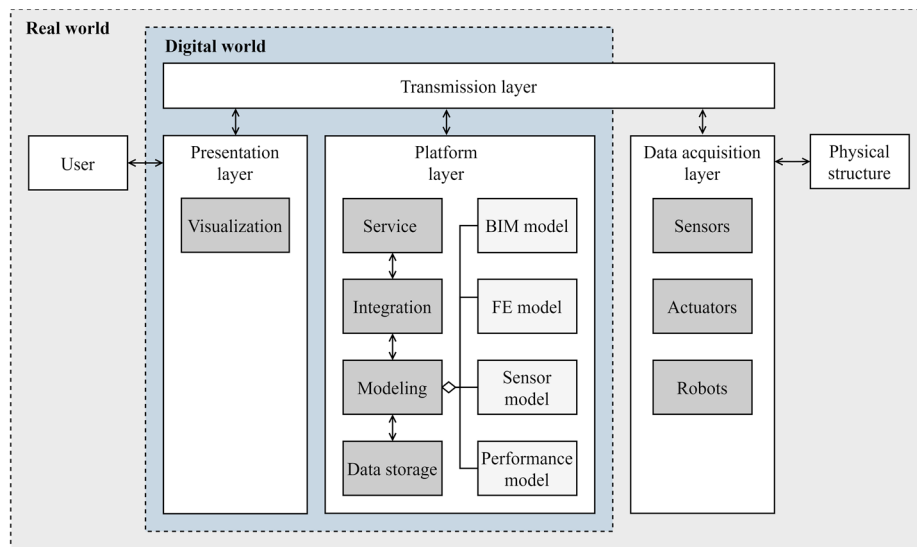 Real world
Digital world
Transmission layer
User
Presentation
layer
Visualization
Platform
layer
Service
Integration
Modeling
Data storage
BIM model
FE model
Sensor
model
Performance
model
Data acquisition
layer
Sensors
Actuators
Robots
Physical
structure